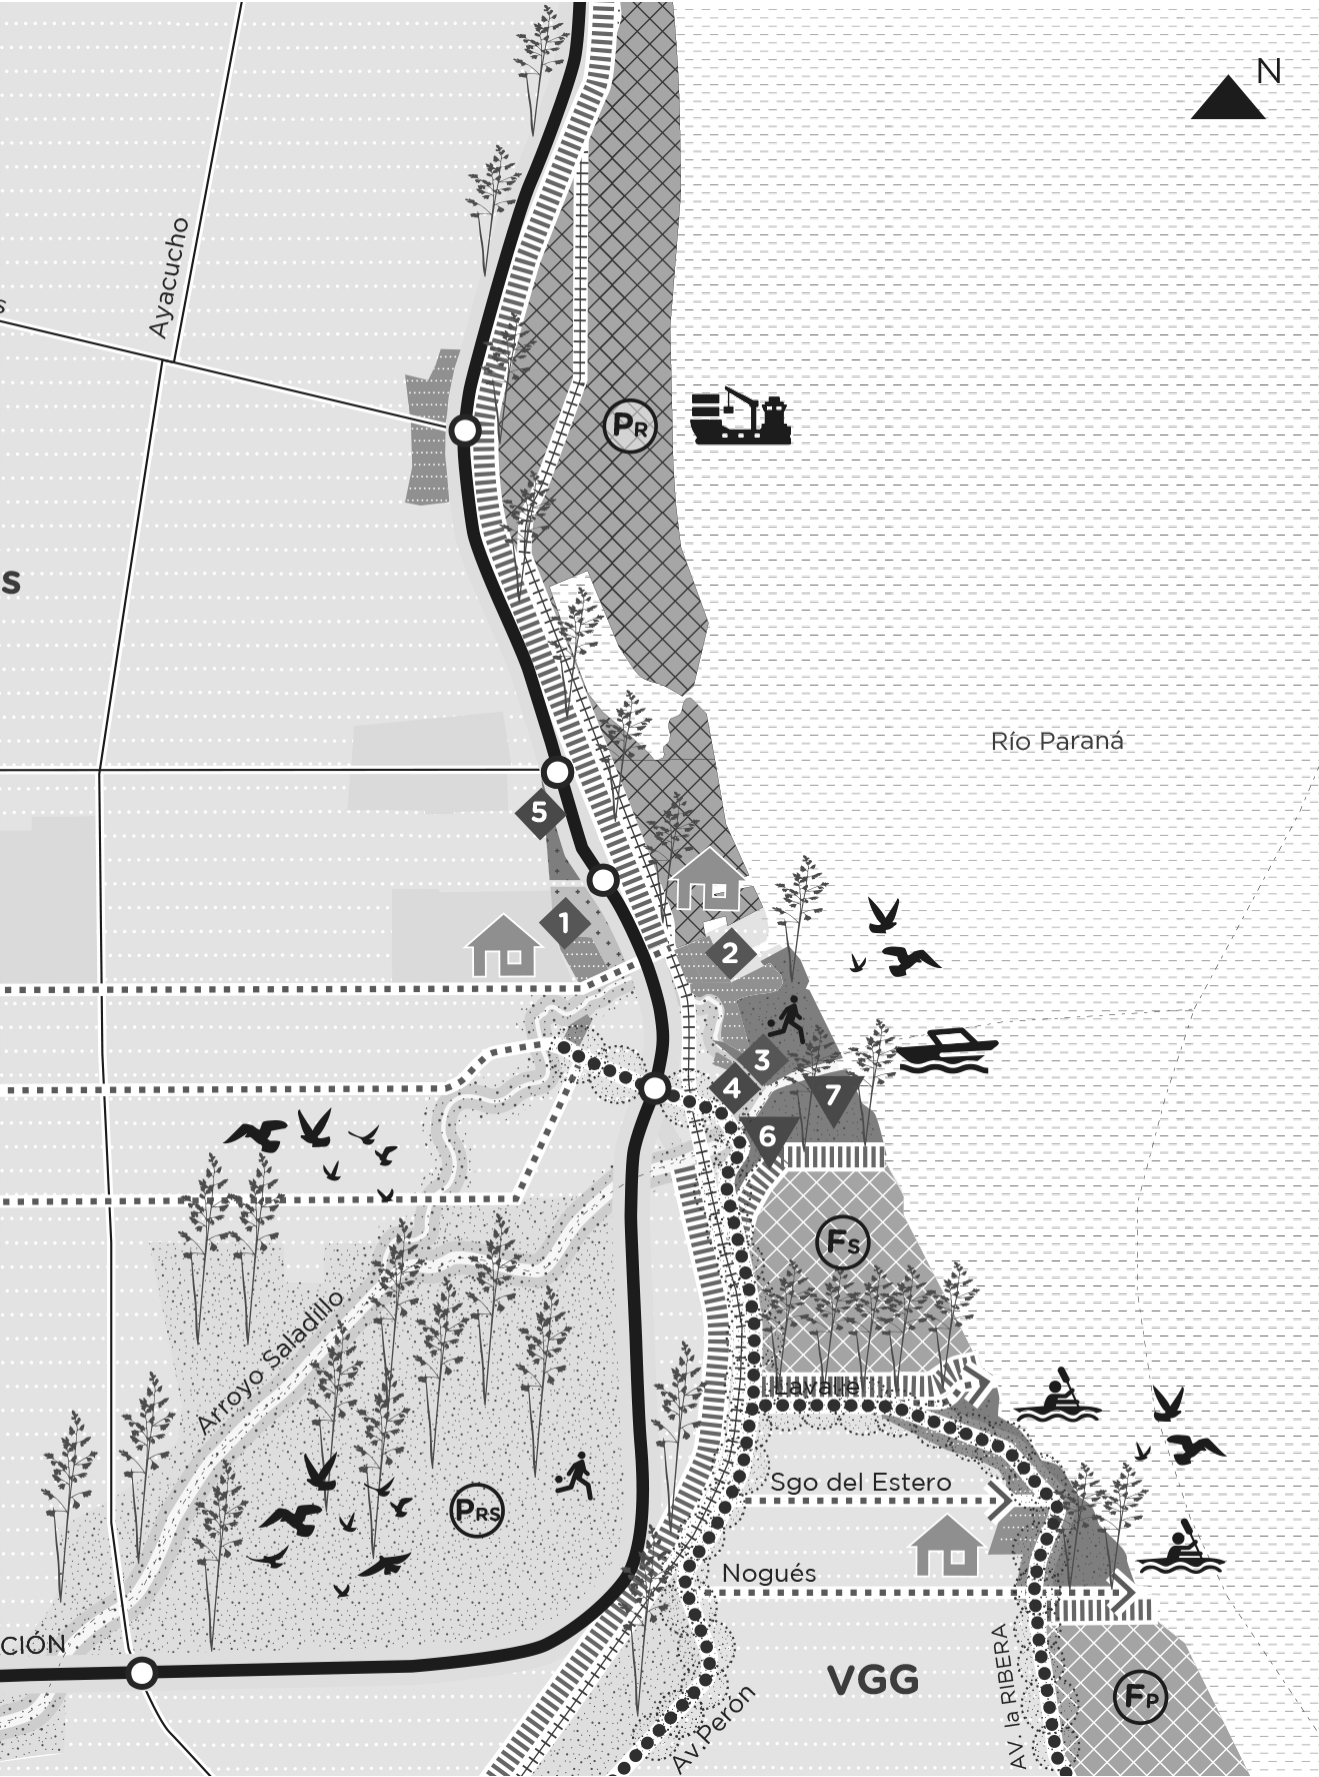 N
Ayacucho
s
PR
s
Río Paraná
5
1
2
3
4
7
6
FS
Arroyo Saladillo
Lavalle
Sgo del Estero
PRS
Nogués
CIÓN
VGG
AV. la RIBERA
FP
Av Perón